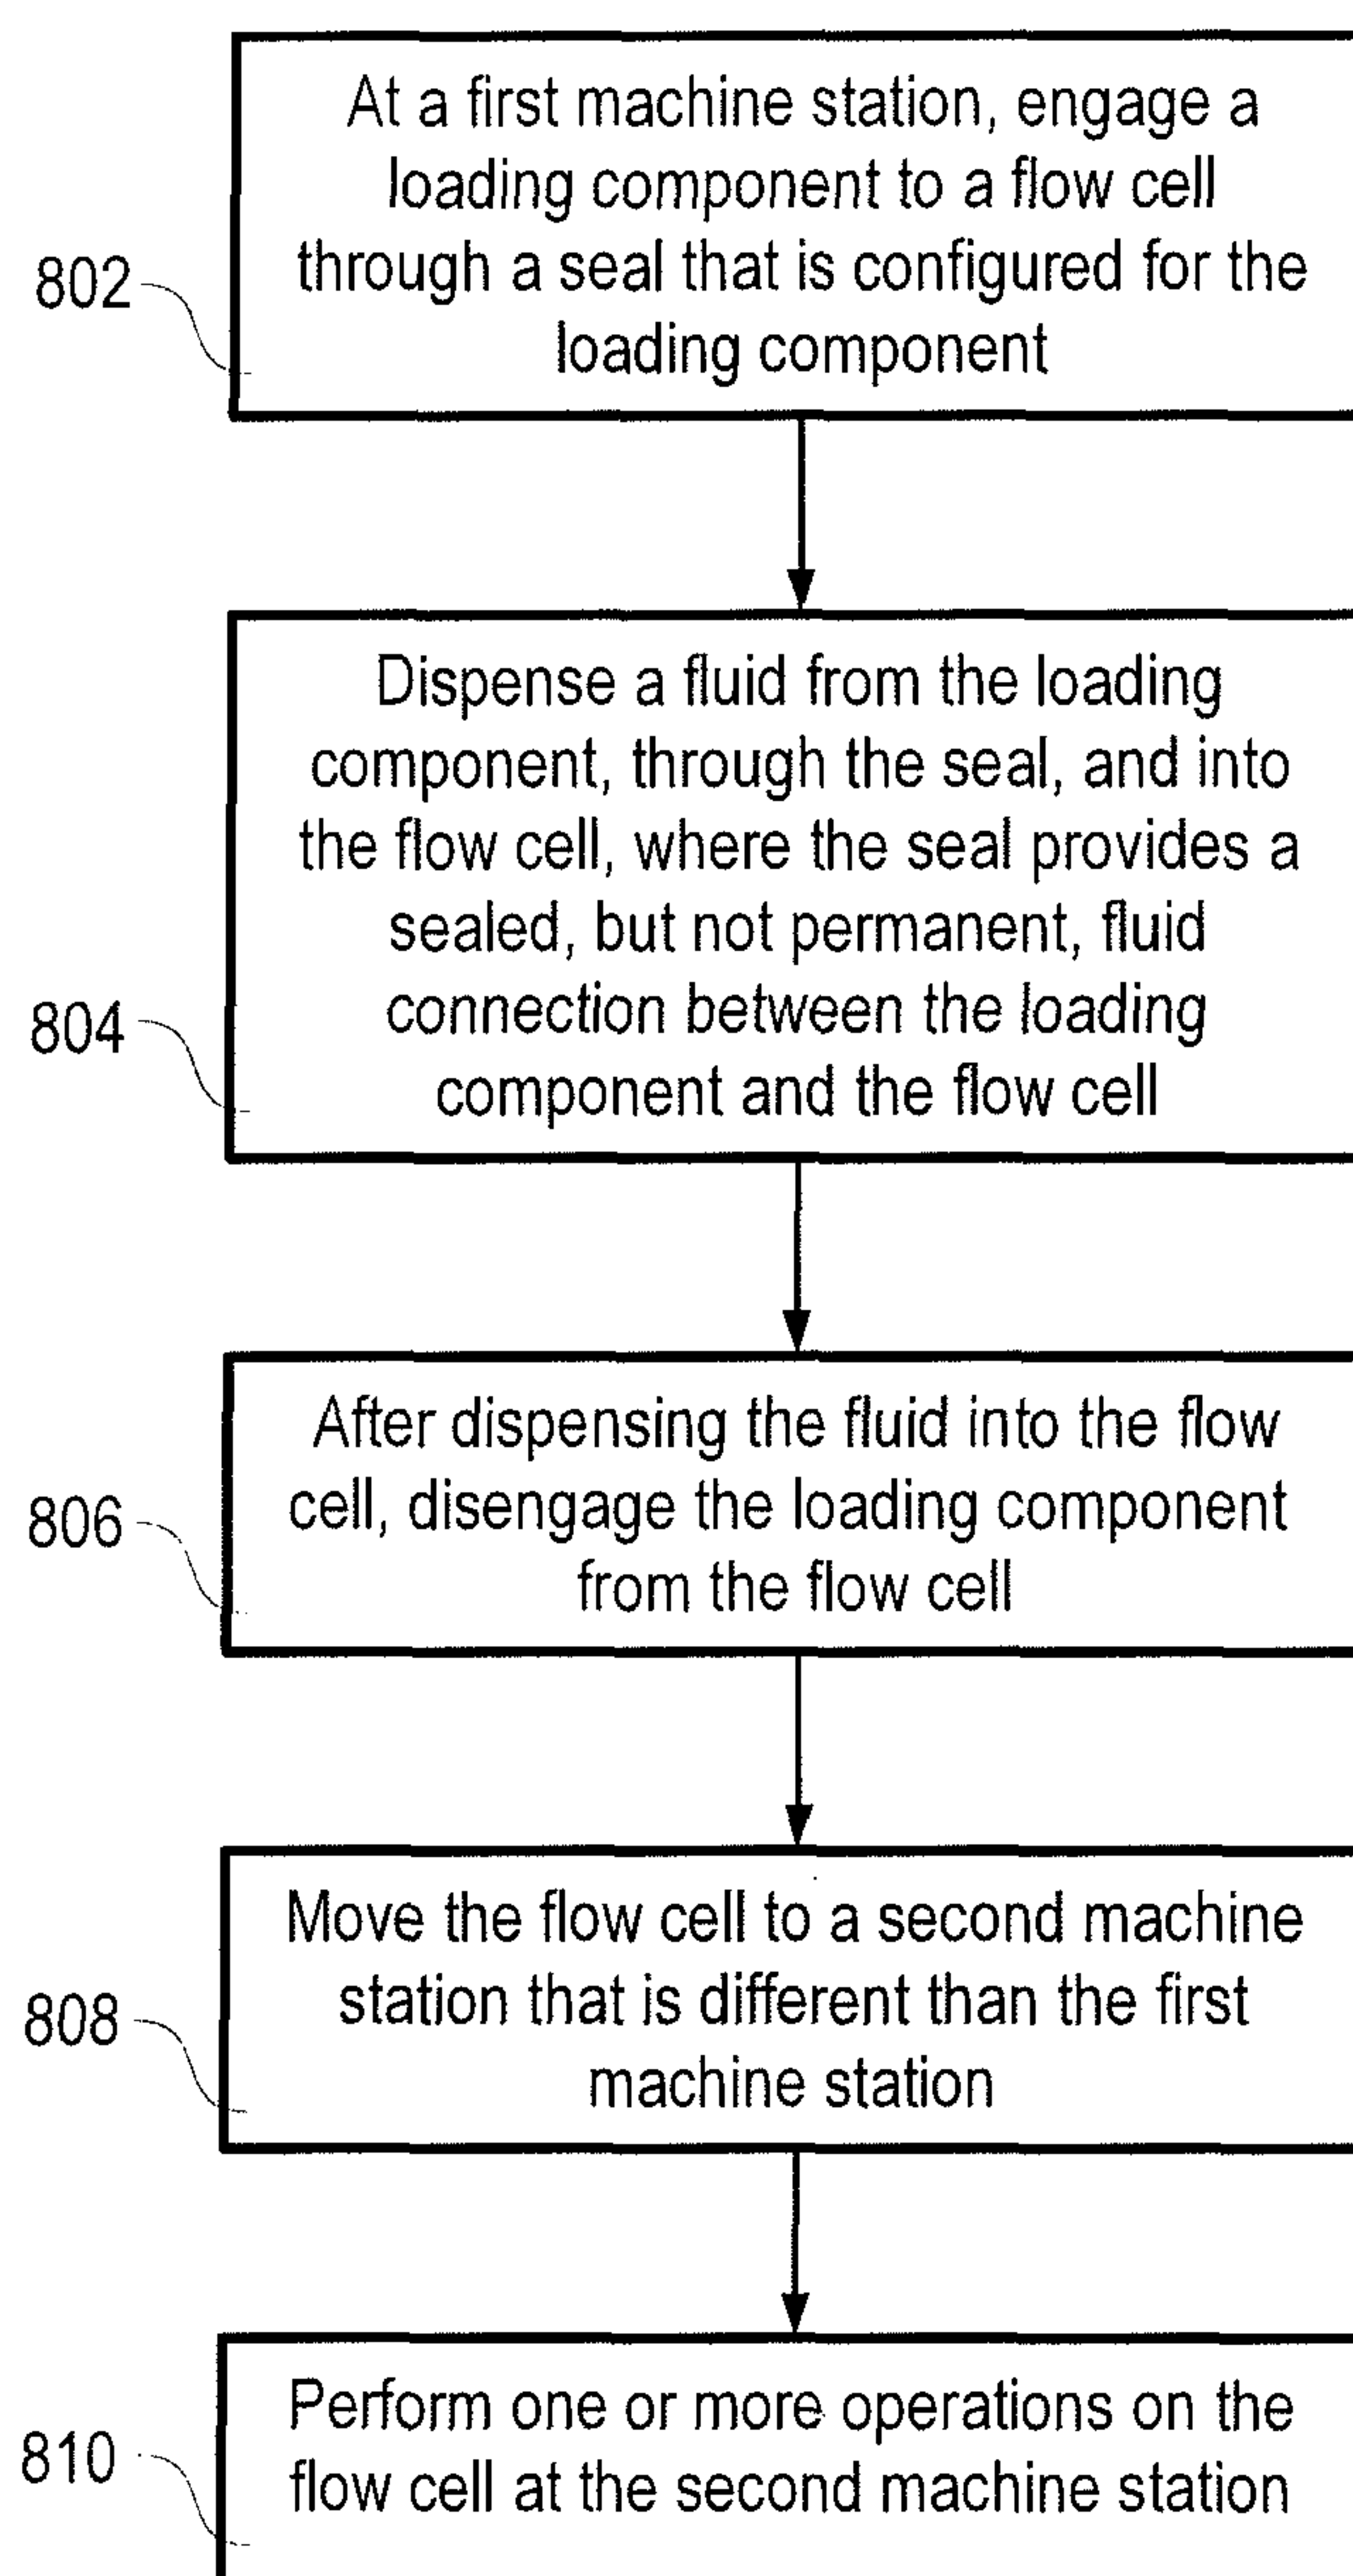 At a first machine station, engage a
loading component to a flow cell
through a seal that is configured for the
802
loading component
Dispense a fluid from the loading
component, through the seal, and into
the flow cell, where the seal provides a
sealed, but not permanent, fluid
connection between the loading
804
component and the flow cell
After dispensing the fluid into the flow
cell, disengage the loading component
806
from the flow cell
Move the flow cell to a second machine
station that is different than the first
808
machine station
Perform one or more operations on the
810
flow cell at the second machine station